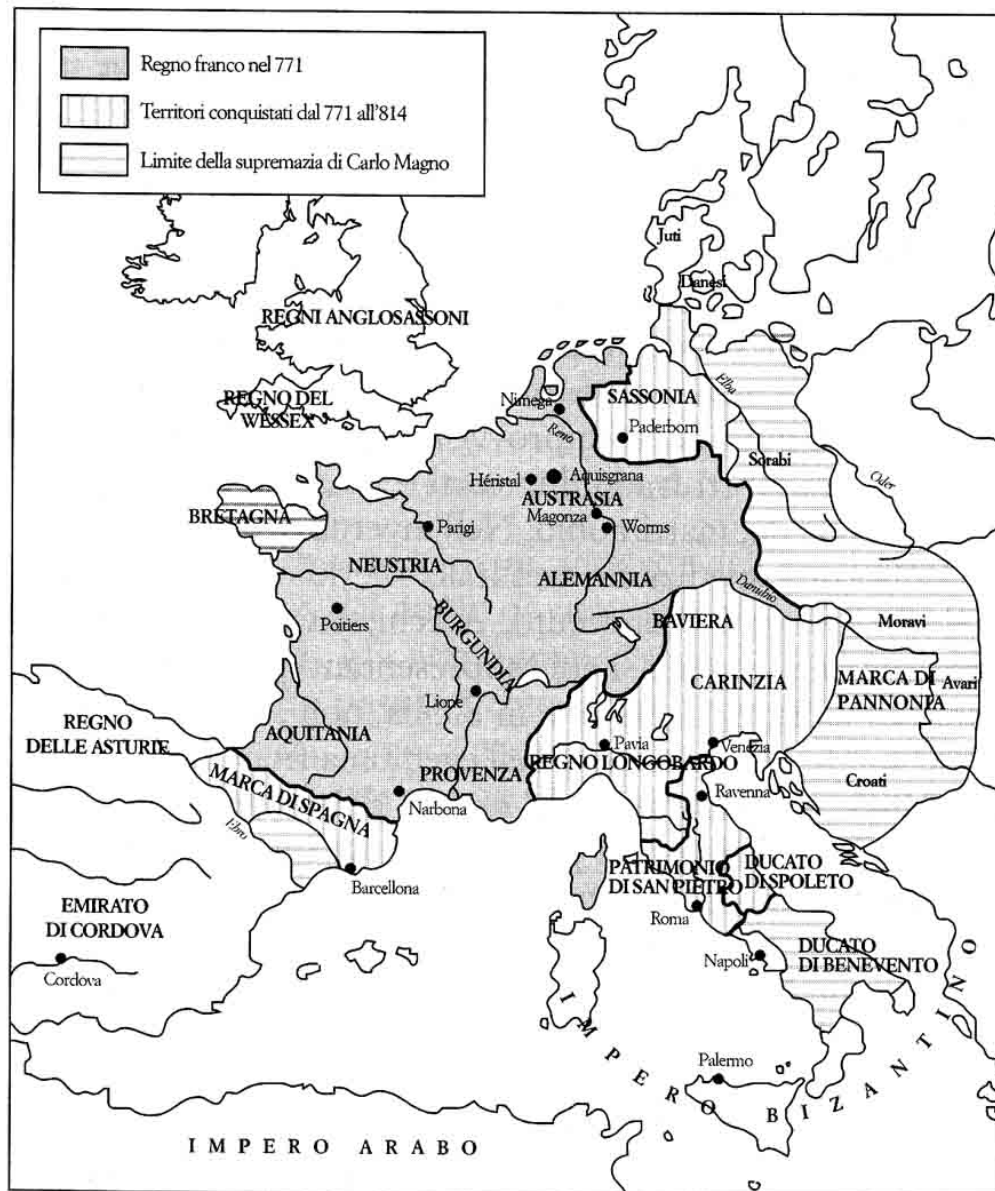 Regno franco nel 771
Territori conquistati dal 771 all'814
Limite della supremazia di Carlo Magno
Juti
Danesi
REGNI ANGLOSASSONI
REGNO DEL
WESSEX
Nimega
SASSONIA
Elba
Reno
Paderborn
Sorabi
Oder
Héristal
Aquisgrana
AUSTRASIA
BRETAGNA
Magonza
Worms
Parigi
NEUSTRIA
ALEMANNIA
Danubio
Poitiers
BURGUNDIA
BAVIERA
Moravi
CARINZIA
MARCA DI
PANNONIA
Avari
Lione
REGNO
DELLE ASTURIE
AQUITANIA
Pavia
Venezia
REGNO LONGOBARDO
PROVENZA
Croati
MARCA DI SPAGNA
Narbona
Ravenna
Ebro
Barcellona
PATRIMONIO
DI SAN PIETRO
DUCATO
DI SPOLETO
EMIRATO
DI CORDOVA
Roma
Cordova
Napoli
DUCATO
DI BENEVENTO
IMPERO BIZANTINO
Palermo
IMPERO ARABO